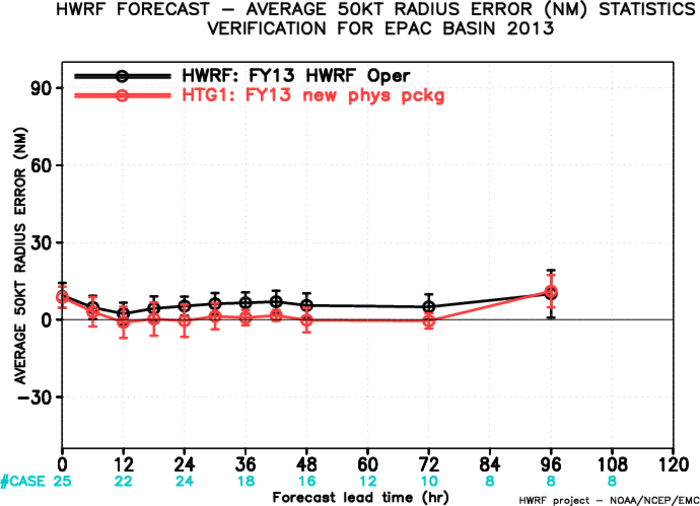 HWRF FORECAST – AVERAGE 50KT RADIUS ERROR (NM) STATISTICS
VERIFICATION FOR EPAC BASIN 2013
HWRF: FY13 HWRF Oper
HTG1: FY13 new phys pckg
AVERAGE 50KT RADIUS ERROR (NM)
90
60
30
0
−30
0 12 24 36 48 60 72 84 96 108 120
#CASE 25 22 24 18 16 12 10 8 8 8
Forecast lead time (hr)
HWRF project – NOAA/NCEP/EMC